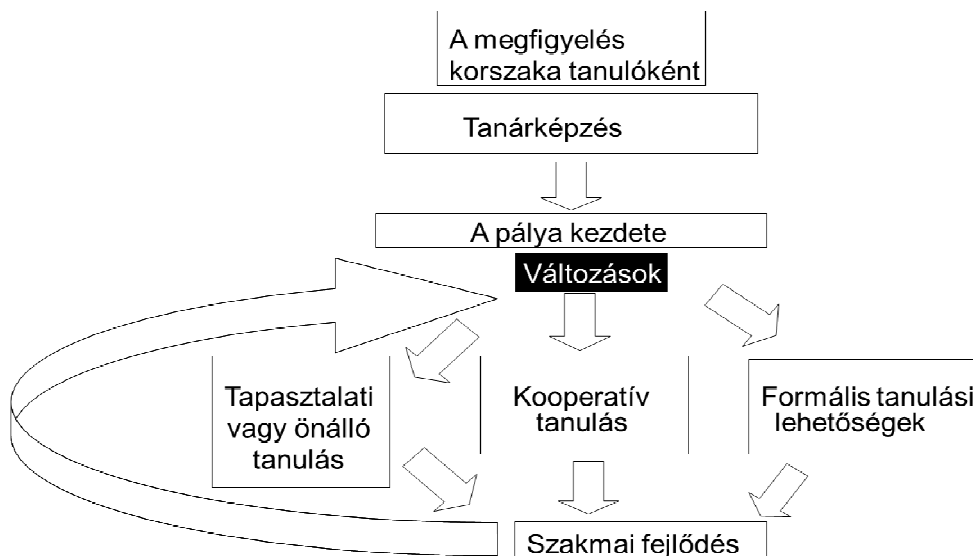 A megfigyelés
korszaka tanulóként
Tanárképzés
A pálya kezdete
Változások
Tapasztalati
vagy önálló
tanulás
Kooperatív
tanulás
Formális tanulási
lehetőségek
Szakmai fejlődés